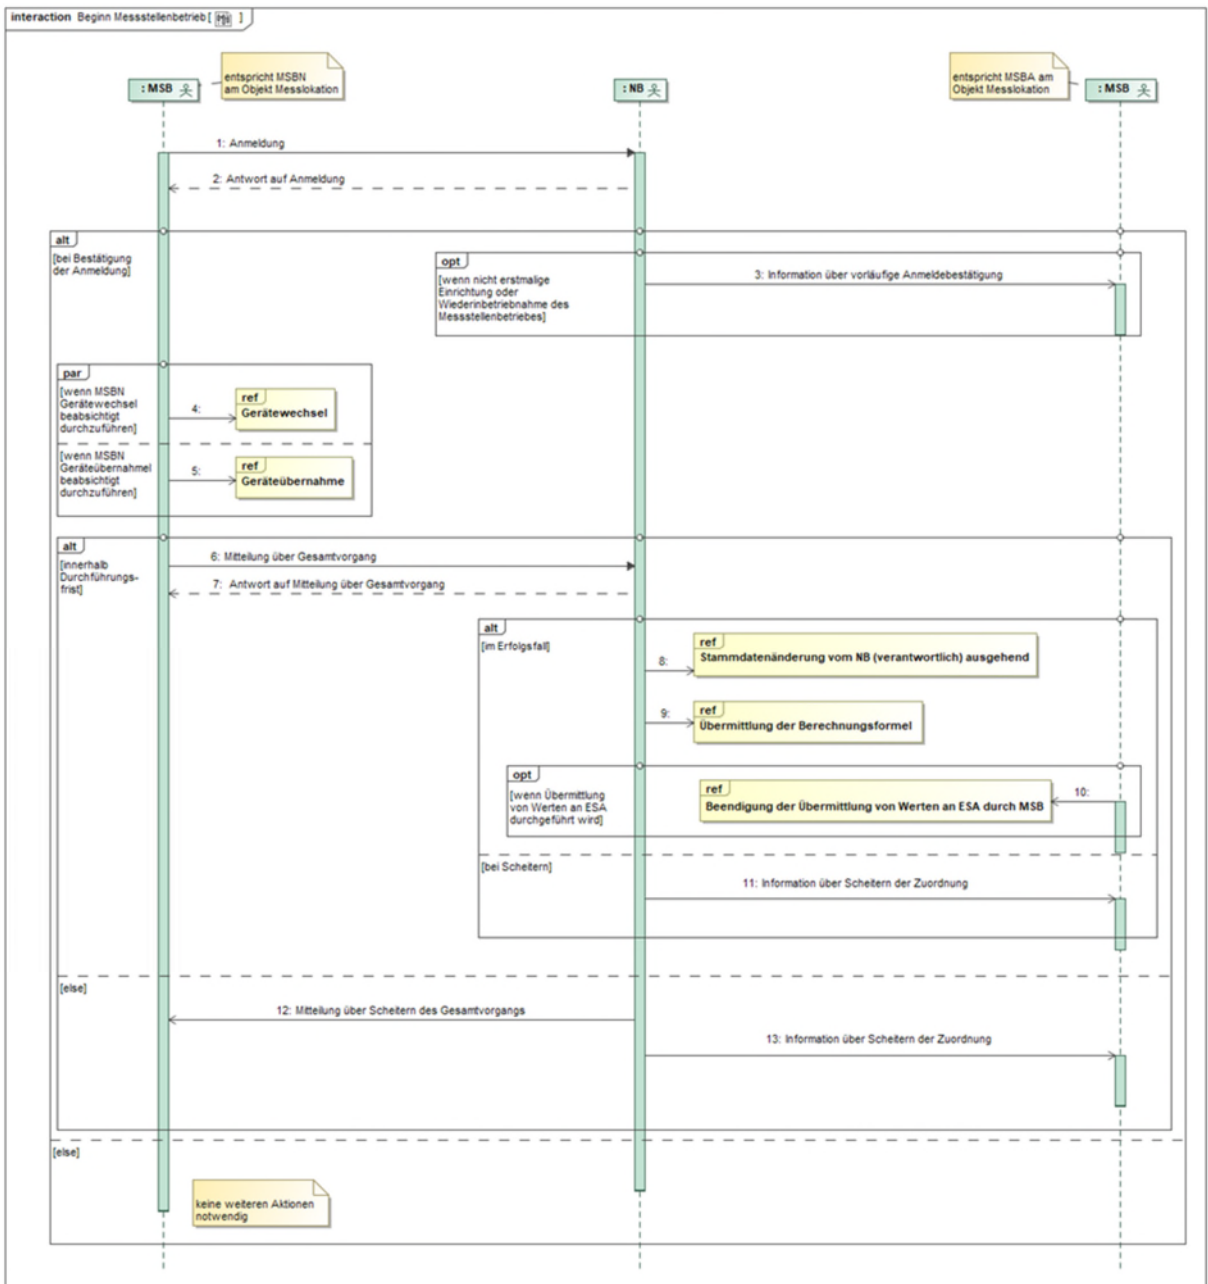 interaction Beginn Messstellenbetrieb[ ]
entspricht MSBN
am Objekt Messlokation
entspricht MSBA am
Objekt Messlokation
: MSB
: NB
: MSB
1: Anmeldung
2: Antwort auf Anmeldung
alt
[bei Bestätigung
der Anmeldung]
opt
[wenn nicht erstmalige
Einrichtung oder
Wiederinbetriebnahme des
Messstellenbetriebes]
3: Information über vorläufige Anmeldebestätigung
par
[wenn MSBN
Gerätewechsel
beabsichtigt
durchzuführen]
4:
ref
Gerätewechsel
[wenn MSBN
Geräteübernahmel
beabsichtigt
durchzuführen]
5:
ref
Geräteübernahme
alt
[innerhalb
Durchführungs-
frist]
6: Mitteilung über Gesamtvorgang
7: Antwort auf Mitteilung über Gesamtvorgang
alt
[im Erfolgsfall]
8:
ref
Stammdatenänderung vom NB (verantwortlich) ausgehend
9:
ref
Übermittlung der Berechnungsformel
opt
[wenn Übermittlung
von Werten an ESA
durchgeführt wird]
ref
Beendigung der Übermittlung von Werten an ESA durch MSB
10:
[bei Scheitern]
11: Information über Scheitern der Zuordnung
[else]
12: Mitteilung über Scheitern des Gesamtvorgangs
13: Information über Scheitern der Zuordnung
[else]
keine weiteren Aktionen
notwendig